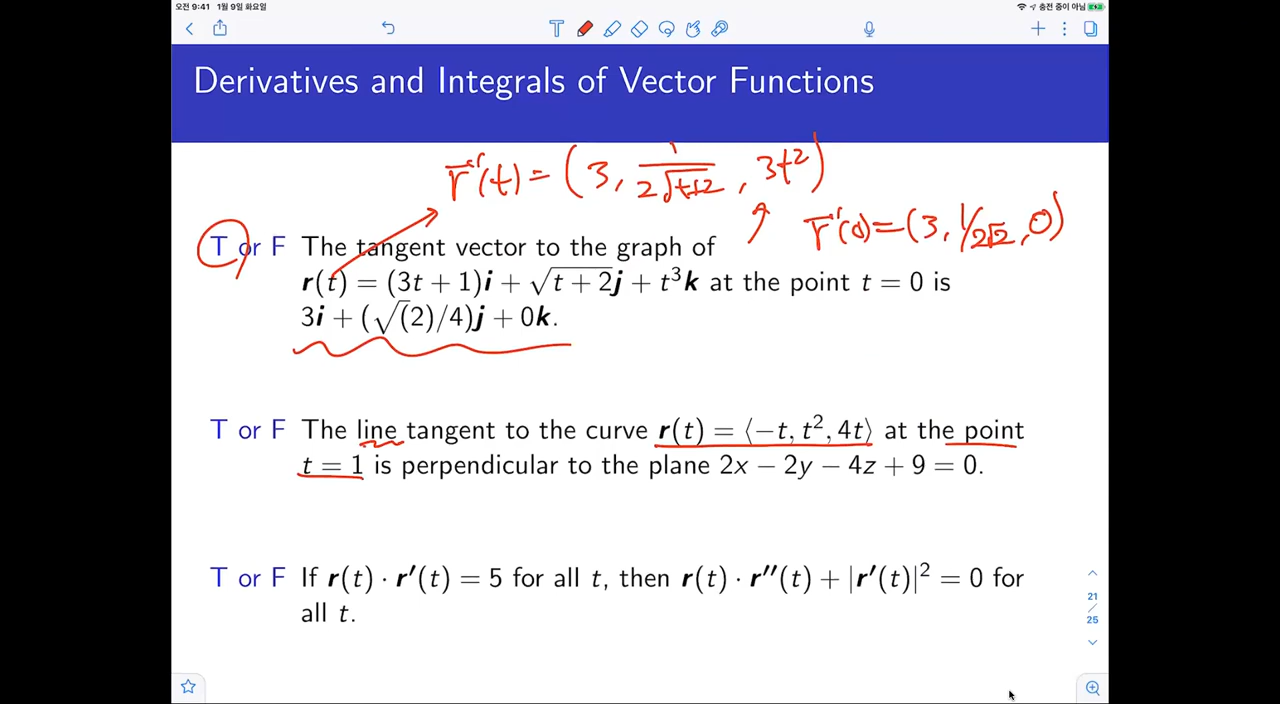 오전 9:41 1월 9일 화요일
충전 중이 아님
Derivatives and Integrals of Vector Functions
r⃗'(t) = (3, 1/(2√(t+2)), 3t²)
r⃗'(0) = (3, 1/2√2, 0)
T or F The tangent vector to the graph of
r(t) = (3t + 1)i + √(t + 2)j + t³k at the point t = 0 is
3i + (√(2)/4)j + 0k.
T or F The line tangent to the curve r(t) = ⟨−t, t², 4t⟩ at the point
t = 1 is perpendicular to the plane 2x − 2y − 4z + 9 = 0.
T or F If r(t) · r′(t) = 5 for all t, then r(t) · r″(t) + |r′(t)|² = 0 for
all t.
21
/
25